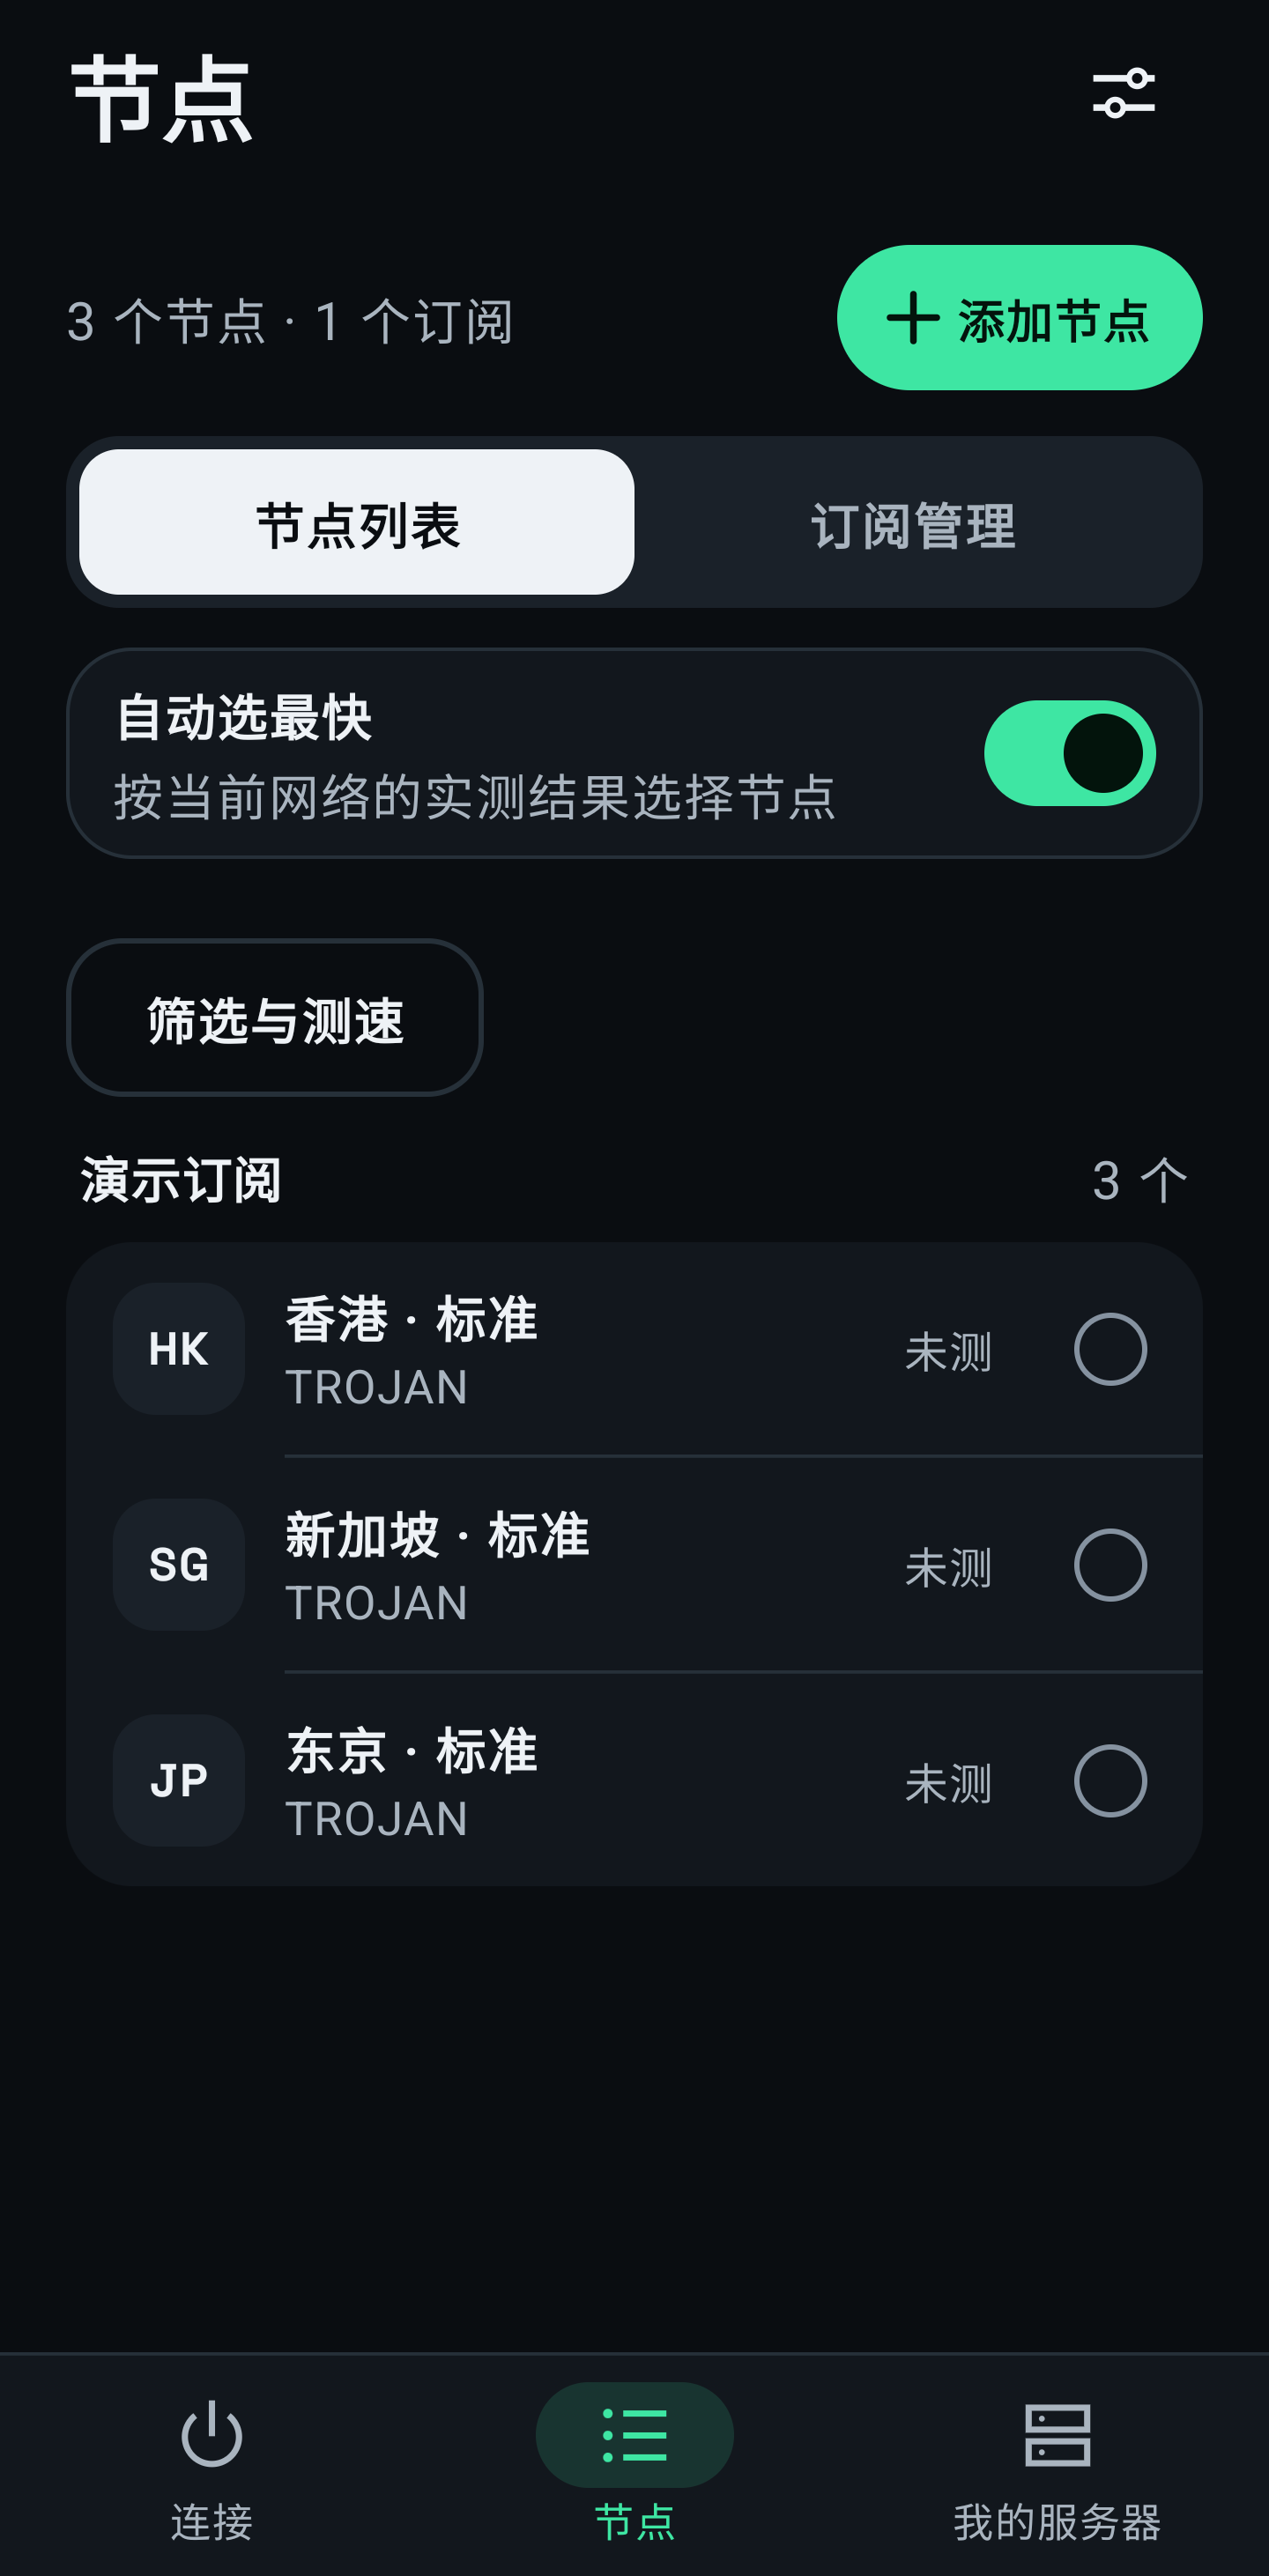 节点
3 个节点 · 1 个订阅
添加节点
节点列表
订阅管理
自动选最快
按当前网络的实测结果选择节点
筛选与测速
演示订阅
3 个
HK
香港 · 标准
TROJAN
未测
SG
新加坡 · 标准
TROJAN
未测
JP
东京 · 标准
TROJAN
未测
连接
节点
我的服务器